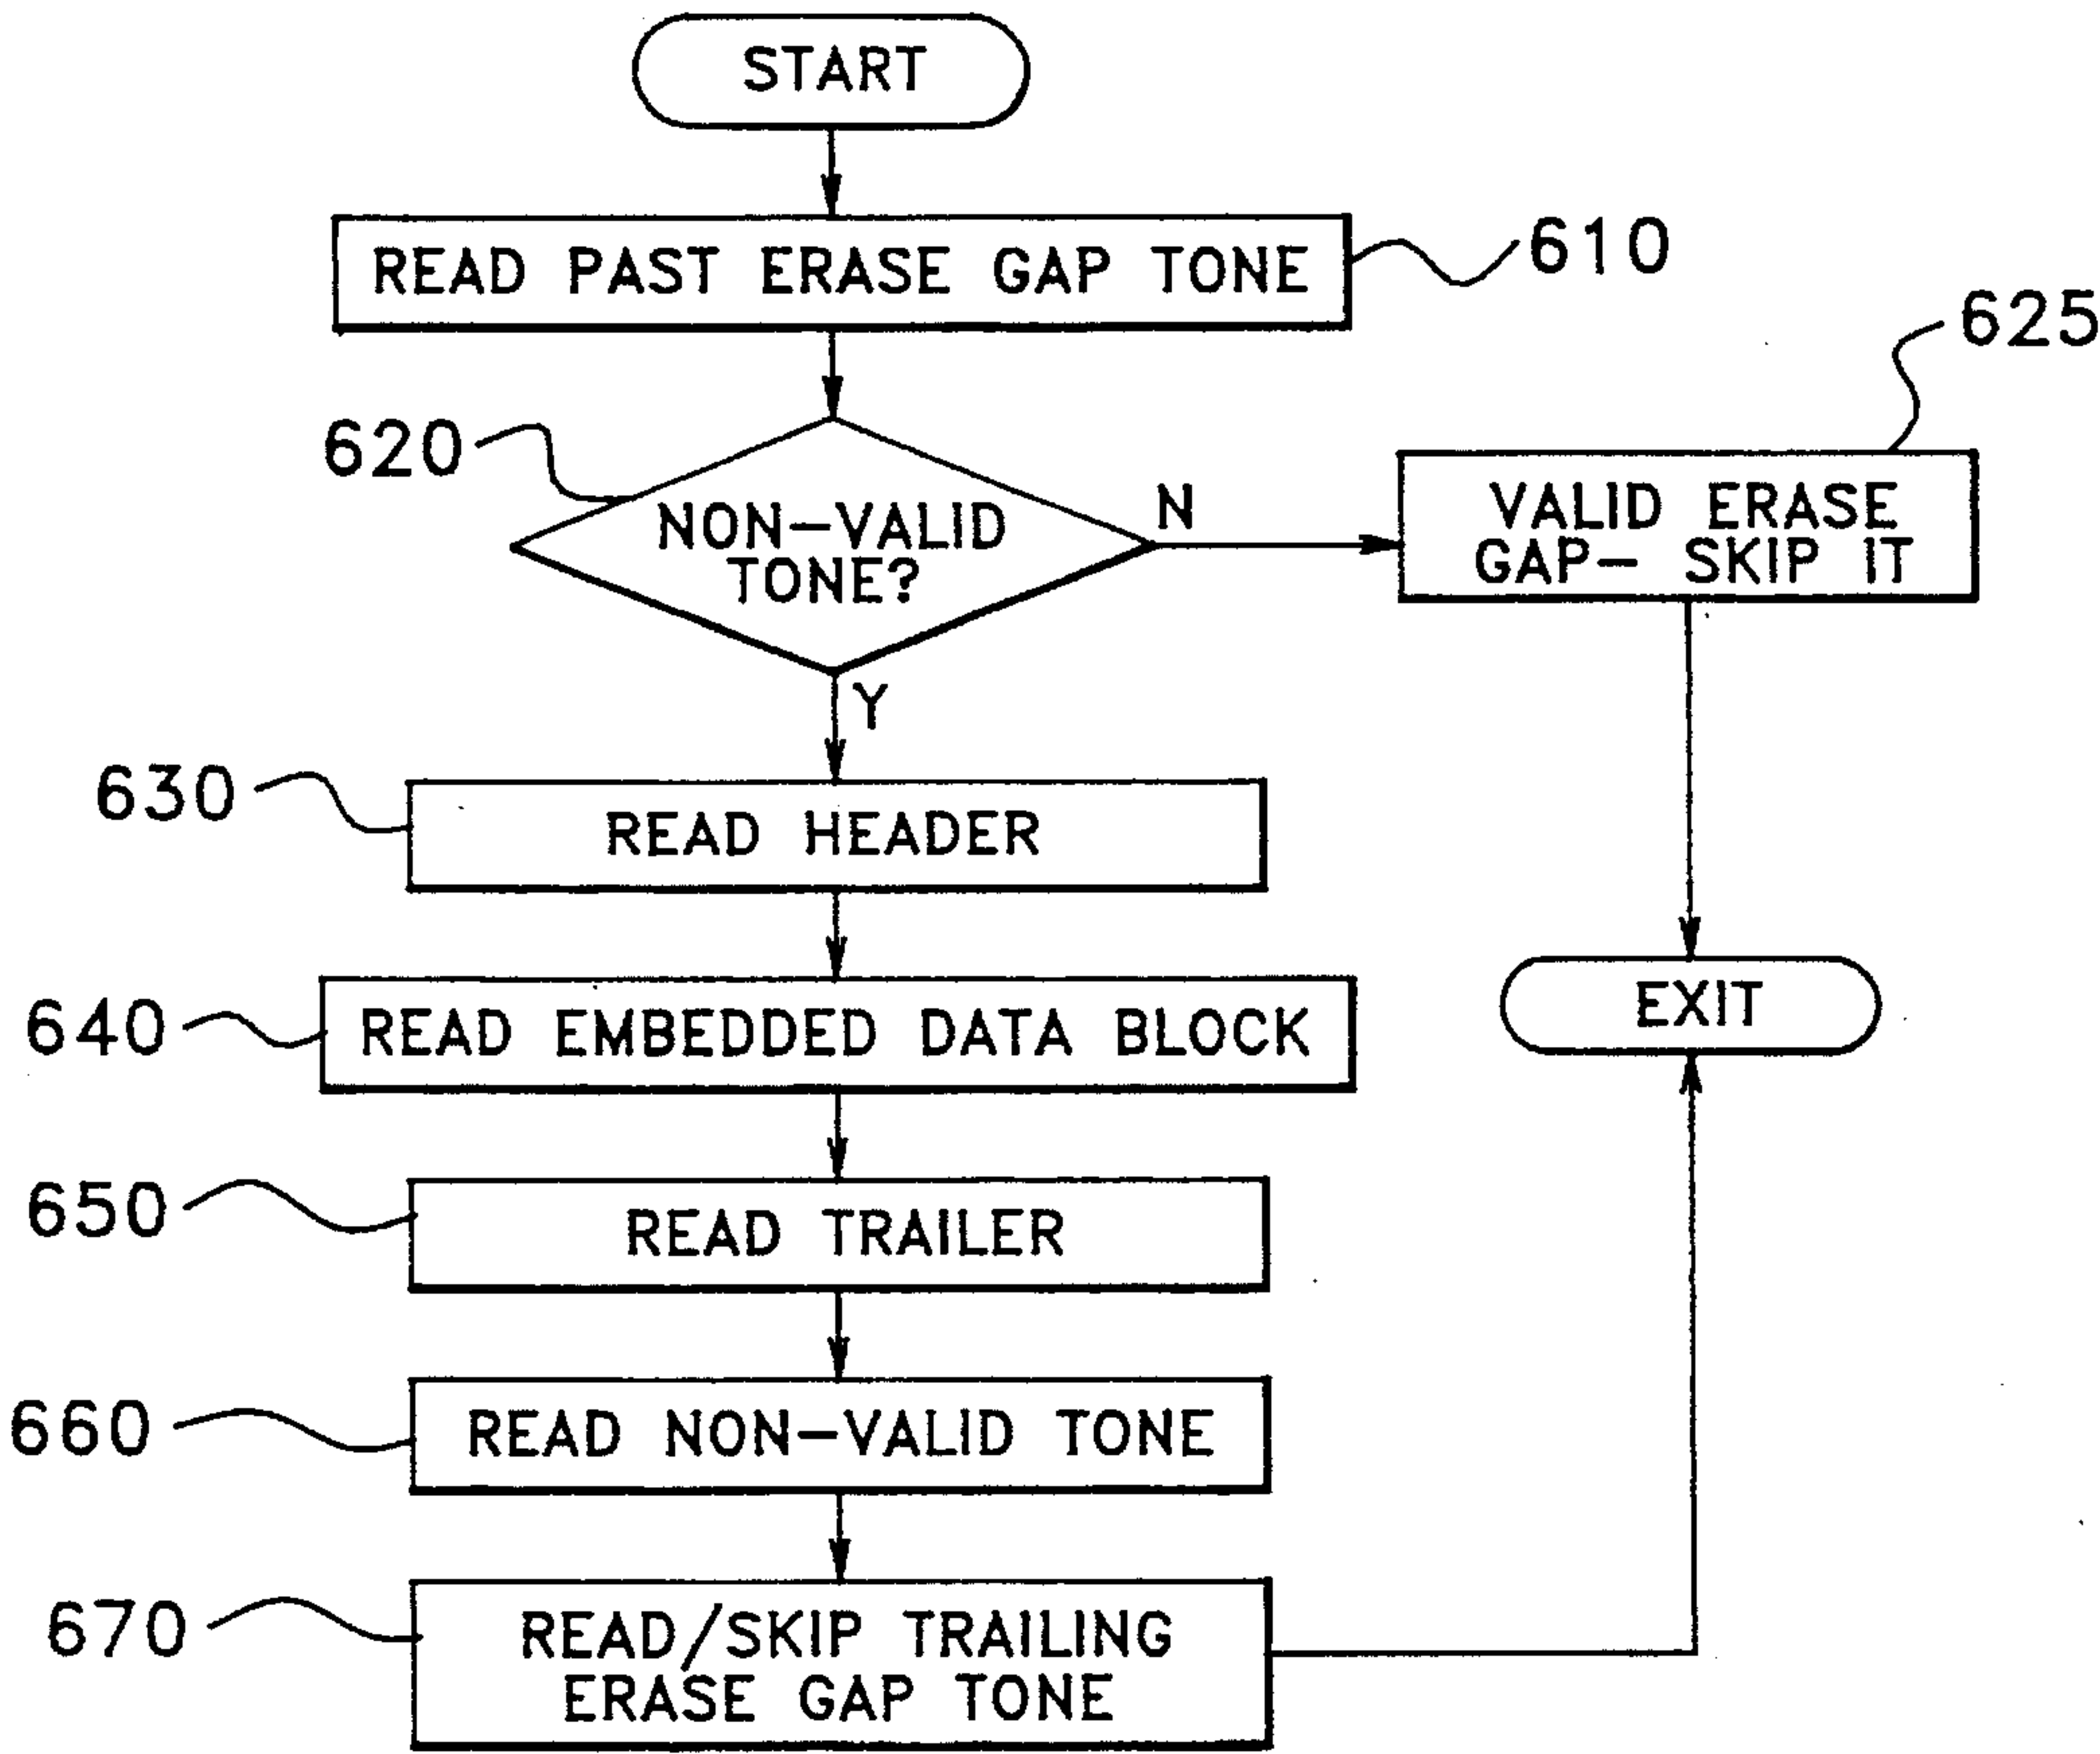 START
READ PAST ERASE GAP TONE
610
625
620
NON-VALID
TONE?
N
VALID ERASE
GAP- SKIP IT
Y
630
READ HEADER
640
READ EMBEDDED DATA BLOCK
EXIT
650
READ TRAILER
660
READ NON-VALID TONE
670
READ/SKIP TRAILING
ERASE GAP TONE